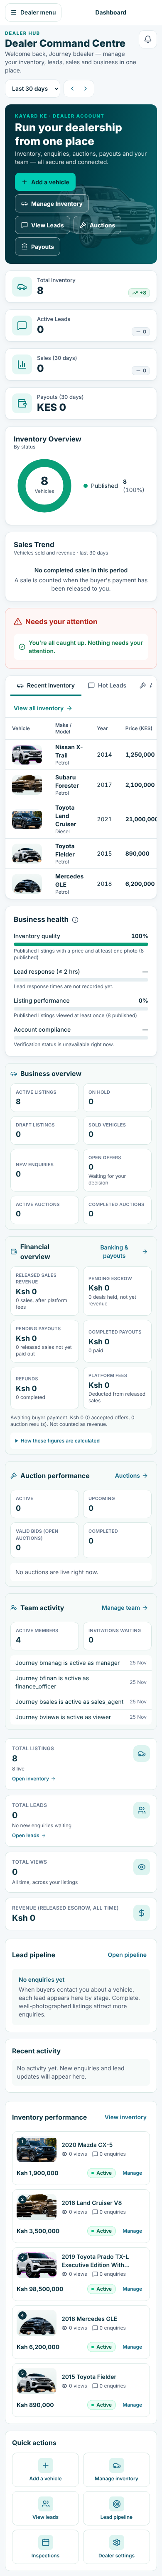 Dealer menu
Dashboard
DEALER HUB
Dealer Command Centre
Welcome back, Journey bdealer — manage
your inventory, leads, sales and business in one
place.
Last 30 days
KAYARD KE · DEALER ACCOUNT
Run your dealership
from one place
Inventory, enquiries, auctions, payouts and your
team — all secure and connected.
Add a vehicle
Manage Inventory
View Leads
Auctions
Payouts
Total Inventory
8
+8
Active Leads
0
— 0
Sales (30 days)
0
— 0
Payouts (30 days)
KES 0
Inventory Overview
By status
8
Vehicles
Published
8
(100%)
Sales Trend
Vehicles sold and revenue · last 30 days
No completed sales in this period
A sale is counted when the buyer's payment has
been released to you.
Needs your attention
You're all caught up. Nothing needs your
attention.
Recent Inventory
Hot Leads
View all inventory →
Vehicle
Make /
Model
Year
Price (KES)
Nissan X-
Trail
Petrol
2014
1,250,000
Subaru
Forester
Petrol
2017
2,100,000
Toyota
Land
Cruiser
Diesel
2021
21,000,000
Toyota
Fielder
Petrol
2015
890,000
Mercedes
GLE
Petrol
2018
6,200,000
Business health
Inventory quality
100%
Published listings with a price and at least one photo (8
published)
Lead response (≤ 2 hrs)
—
Lead response times are not recorded yet.
Listing performance
0%
Published listings viewed at least once (8 published)
Account compliance
—
Verification status is unavailable right now.
Business overview
ACTIVE LISTINGS
8
ON HOLD
0
DRAFT LISTINGS
0
SOLD VEHICLES
0
NEW ENQUIRIES
0
OPEN OFFERS
0
Waiting for your
decision
ACTIVE AUCTIONS
0
COMPLETED AUCTIONS
0
Financial
overview
Banking &
payouts
→
RELEASED SALES
REVENUE
Ksh 0
0 sales, after platform
fees
PENDING ESCROW
Ksh 0
0 deals held, not yet
revenue
PENDING PAYOUTS
Ksh 0
0 released sales not yet
paid out
COMPLETED PAYOUTS
Ksh 0
0 paid
REFUNDS
Ksh 0
0 completed
PLATFORM FEES
Ksh 0
Deducted from released
sales
Awaiting buyer payment: Ksh 0 (0 accepted offers, 0
auction results). Not counted as revenue.
How these figures are calculated
Auction performance
Auctions →
ACTIVE
0
UPCOMING
0
VALID BIDS (OPEN
AUCTIONS)
0
COMPLETED
0
No auctions are live right now.
Team activity
Manage team →
ACTIVE MEMBERS
4
INVITATIONS WAITING
0
Journey bmanag is active as manager
25 Nov
Journey bfinan is active as
finance_officer
25 Nov
Journey bsales is active as sales_agent
25 Nov
Journey bviewe is active as viewer
25 Nov
TOTAL LISTINGS
8
8 live
Open inventory →
TOTAL LEADS
0
No new enquiries waiting
Open leads →
TOTAL VIEWS
0
All time, across your listings
REVENUE (RELEASED ESCROW, ALL TIME)
Ksh 0
Lead pipeline
Open pipeline
No enquiries yet
When buyers contact you about a vehicle,
each lead appears here by stage. Complete,
well-photographed listings attract more
enquiries.
Recent activity
No activity yet. New enquiries and lead
updates will appear here.
Inventory performance
View inventory
1
2020 Mazda CX-5
0 views
0 enquiries
Ksh 1,900,000
Active
Manage
2
2016 Land Cruiser V8
0 views
0 enquiries
Ksh 3,500,000
Active
Manage
3
2019 Toyota Prado TX-L
Executive Edition With...
0 views
0 enquiries
Ksh 98,500,000
Active
Manage
4
2018 Mercedes GLE
0 views
0 enquiries
Ksh 6,200,000
Active
Manage
5
2015 Toyota Fielder
0 views
0 enquiries
Ksh 890,000
Active
Manage
Quick actions
Add a vehicle
Manage inventory
View leads
Lead pipeline
Inspections
Dealer settings